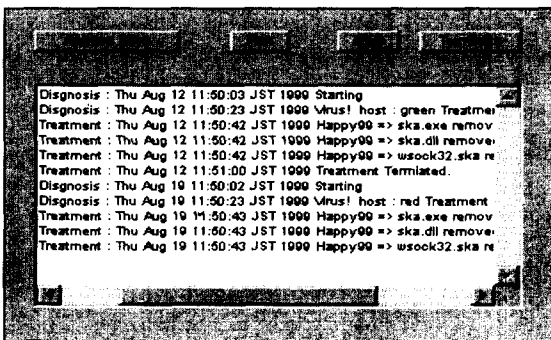 Disgnosis : Thu Aug 12 11:50:03 JST 1999 Starting
Disgnosis : Thu Aug 12 11:50:23 JST 1999 Virus! host : green Treatmen
Treatment : Thu Aug 12 11:50:42 JST 1999 Happy99 => ska.exe remov
Treatment : Thu Aug 12 11:50:42 JST 1999 Happy99 => ska.dll remove
Treatment : Thu Aug 12 11:50:42 JST 1999 Happy99 => wsock32.ska re
Treatment : Thu Aug 12 11:51:00 JST 1999 Treatment Termiated.
Disgnosis : Thu Aug 19 11:50:02 JST 1999 Starting
Disgnosis : Thu Aug 19 11:50:23 JST 1999 Virus! host : red Treatment
Treatment : Thu Aug 19 11:50:43 JST 1999 Happy99 => ska.exe remov
Treatment : Thu Aug 19 11:50:43 JST 1999 Happy99 => ska.dll remove
Treatment : Thu Aug 19 11:50:43 JST 1999 Happy99 => wsock32.ska re